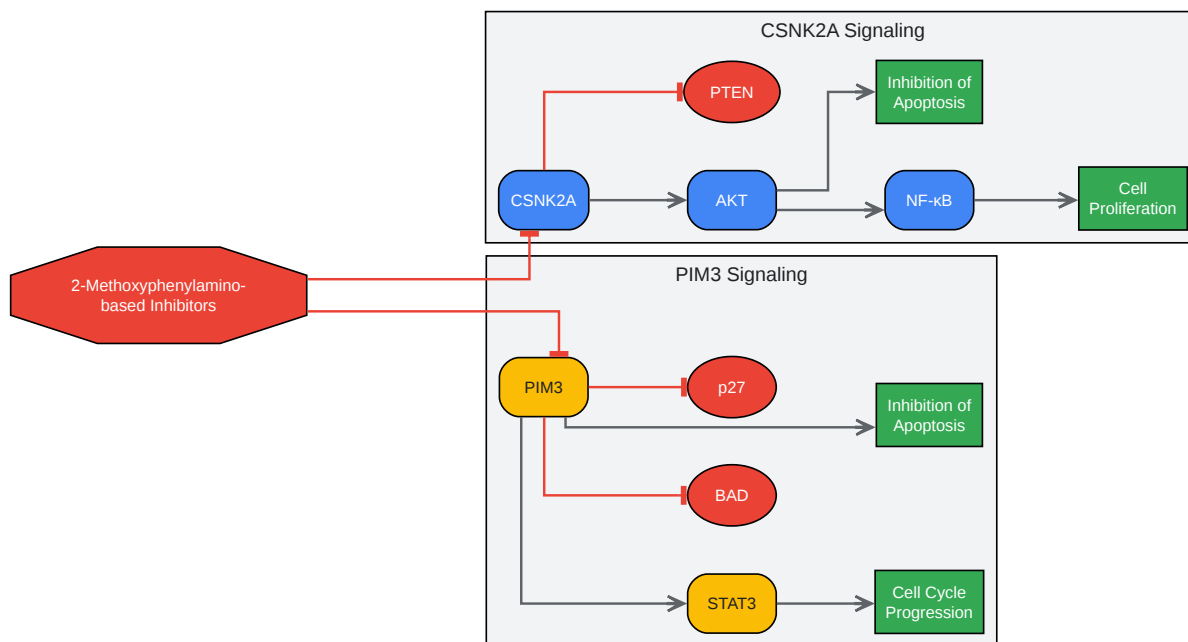 CSNK2A Signaling
PTEN
Inhibition of
Apoptosis
CSNK2A
AKT
NF-κB
Cell
Proliferation
2-Methoxyphenylamino-
based Inhibitors
PIM3 Signaling
PIM3
p27
Inhibition of
Apoptosis
BAD
STAT3
Cell Cycle
Progression